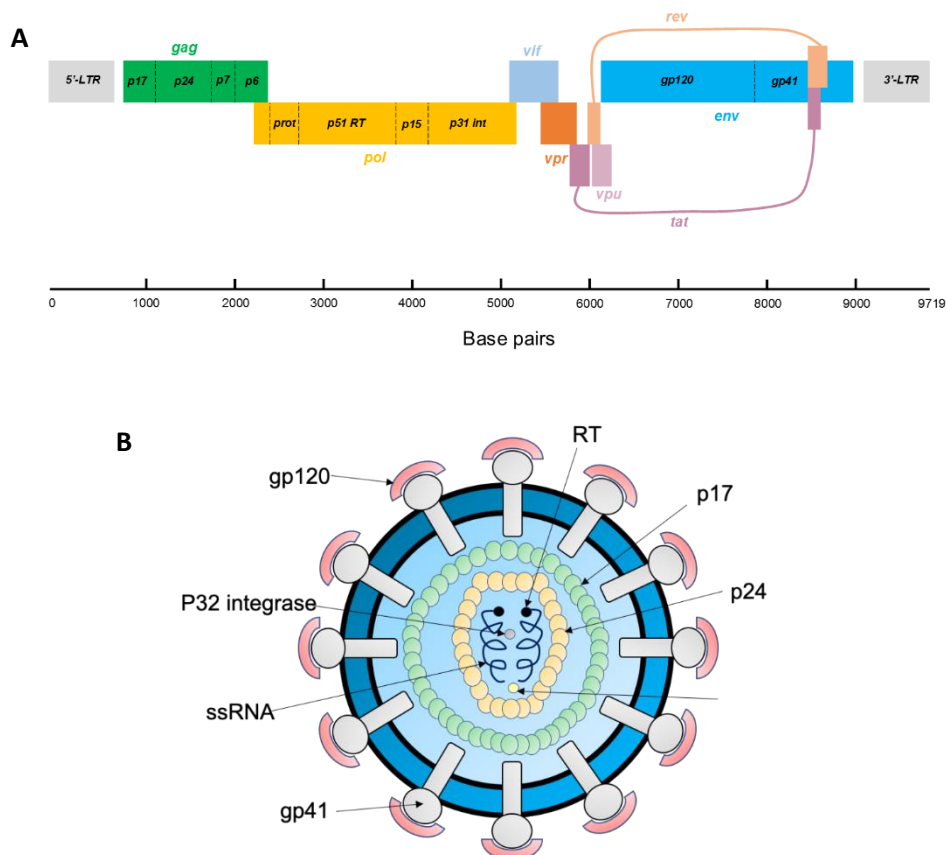 A
rev
gag
vif
5'-LTR
p17
p24
p7
p6
gp120
gp41
3'-LTR
prot
p51 RT
p15
p31 int
env
pol
vpr
vpu
tat
0
1000
2000
3000
4000
5000
6000
7000
8000
9000
9719
Base pairs
B
RT
gp120
p17
p24
P32 integrase
ssRNA
gp41